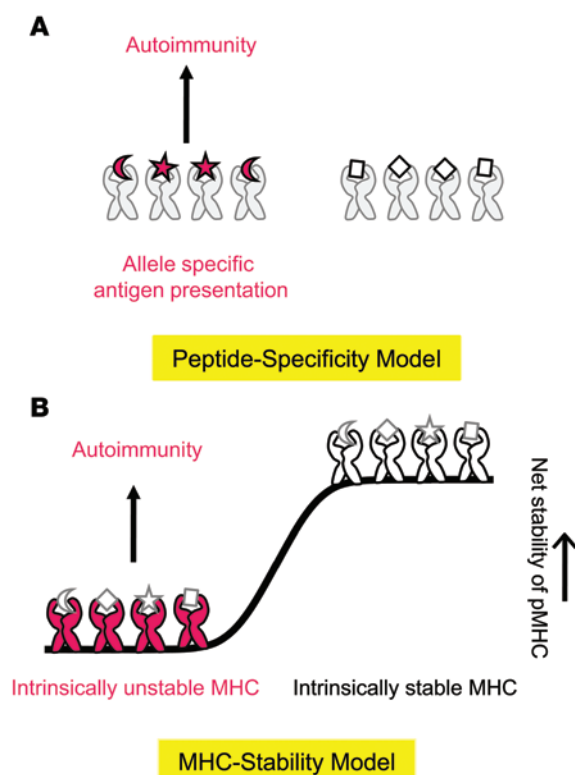 A
Autoimmunity
Allele specific
antigen presentation
Peptide-Specificity Model
B
Autoimmunity
Net stability of pMHC
Intrinsically unstable MHC
Intrinsically stable MHC
MHC-Stability Model